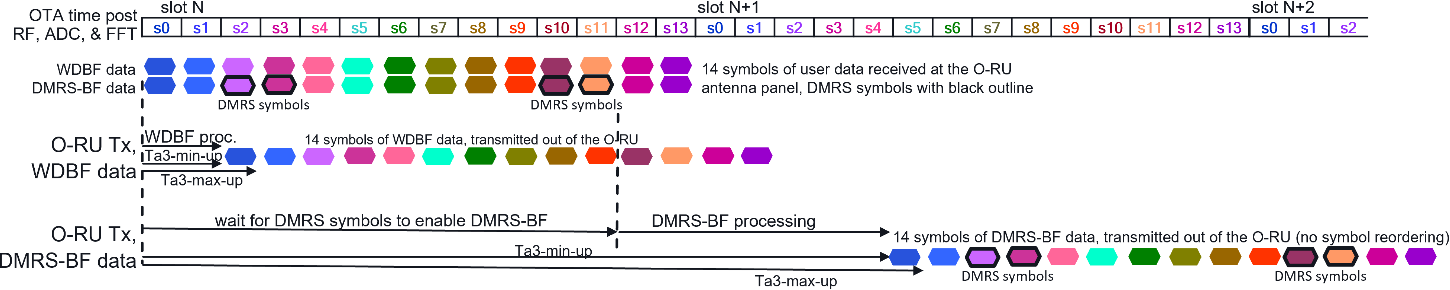 slot N slot N+1 slot N+2
OTA time post
RF, ADC, & FFT
s0 s1 s2 s3 s4 s5 s6 s7 s8 s9 s10 s11 s12 s13 s0 s1 s2 s3 s4 s5 s6 s7 s8 s9 s10 s11 s12 s13 s0 s1 s2
WDBF data
DMRS-BF data
14 symbols of user data received at the O-RU
antenna panel, DMRS symbols with black outline
DMRS symbols DMRS symbols
O-RU Tx,
WDBF data
WDBF proc.
Ta3-min-up
Ta3-max-up
14 symbols of WDBF data, transmitted out of the O-RU
wait for DMRS symbols to enable DMRS-BF DMRS-BF processing
O-RU Tx,
DMRS-BF data
14 symbols of DMRS-BF data, transmitted out of the O-RU (no symbol reordering)
Ta3-min-up
Ta3-max-up
DMRS symbols DMRS symbols